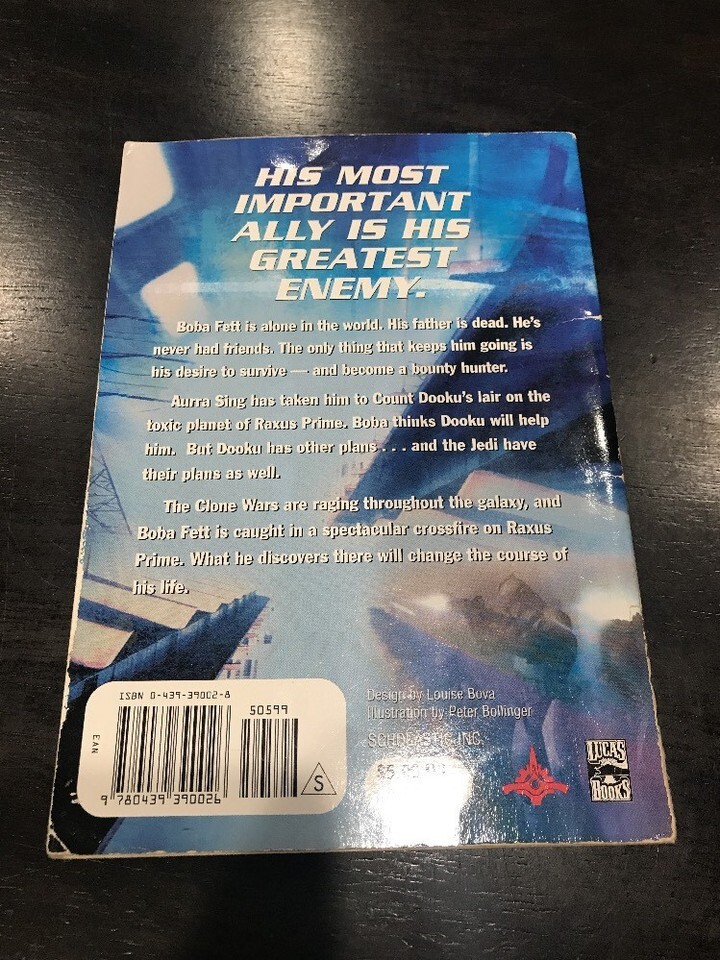 HIS MOST
IMPORTANT
ALLY IS HIS
GREATEST
ENEMY.
Boba Fett is alone in the world. His father is dead. He's
never had friends. The only thing that keeps him going is
his desire to survive — and become a bounty hunter.
Aurra Sing has taken him to Count Dooku's lair on the
toxic planet of Raxus Prime. Boba thinks Dooku will help
him. But Dooku has other plans . . . and the Jedi have
their plans as well.
The Clone Wars are raging throughout the galaxy, and
Boba Fett is caught in a spectacular crossfire on Raxus
Prime. What he discovers there will change the course of
his life.
ISBN 0-439-39002-8
50599
EAN
9 780439 390026
S
Design by Louise Bova
Illustration by Peter Bollinger
SCHOLASTIC INC.
LUCAS
BOOKS